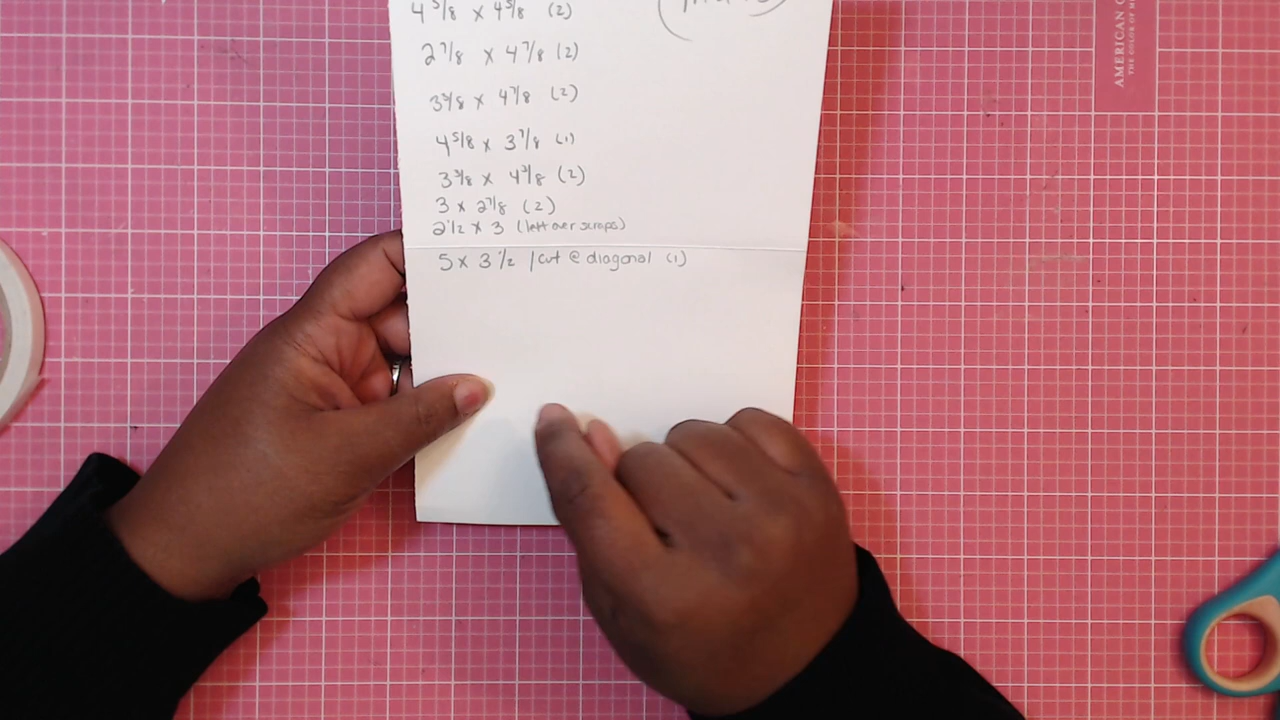 4 5/8 x 4 5/8 (2)
2 7/8 x 4 7/8 (2)
3 3/8 x 4 7/8 (2)
4 5/8 x 3 7/8 (1)
3 3/8 x 4 3/8 (2)
3 x 2 7/8 (2)
2 1/2 x 3 (left over scraps)
5 x 3 1/2 / cut @ diagonal (1)
AMERICAN